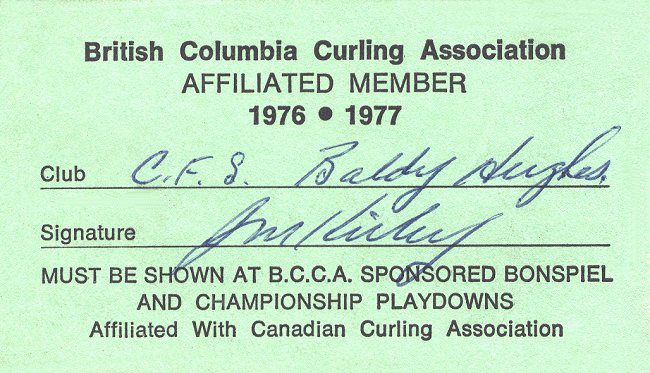 British Columbia Curling Association
AFFILIATED MEMBER
1976 • 1977
Club C.F.S. Baldy Hughes
Signature
MUST BE SHOWN AT B.C.C.A. SPONSORED BONSPIEL
AND CHAMPIONSHIP PLAYDOWNS
Affiliated With Canadian Curling Association